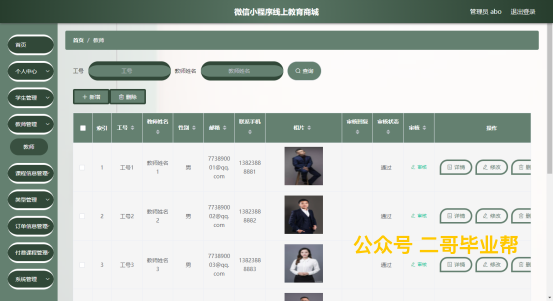 微信小程序线上教育商城
管理员 abo 退出登录
首页
个人中心
学生管理
教师管理
教师
课程信息管理
类型管理
订单信息管理
付费课程管理
系统管理
首页 / 教师
工号 工号 教师姓名 教师姓名 查询
+ 新增 删除
索引 工号 教师姓名 性别 邮箱 联系手机 照片 审核回复 审核状态 审核 操作
1 工号1 教师姓名1 男 773890001@qq.com 13823888881 通过 审核 详情 修改 删
2 工号2 教师姓名2 男 773890002@qq.com 13823888882 通过 审核 详情 修改 删
3 工号3 教师姓名3 男 773890003@qq.com 13823888883 通过 审核 详情 修改 删
公众号 二哥毕业帮